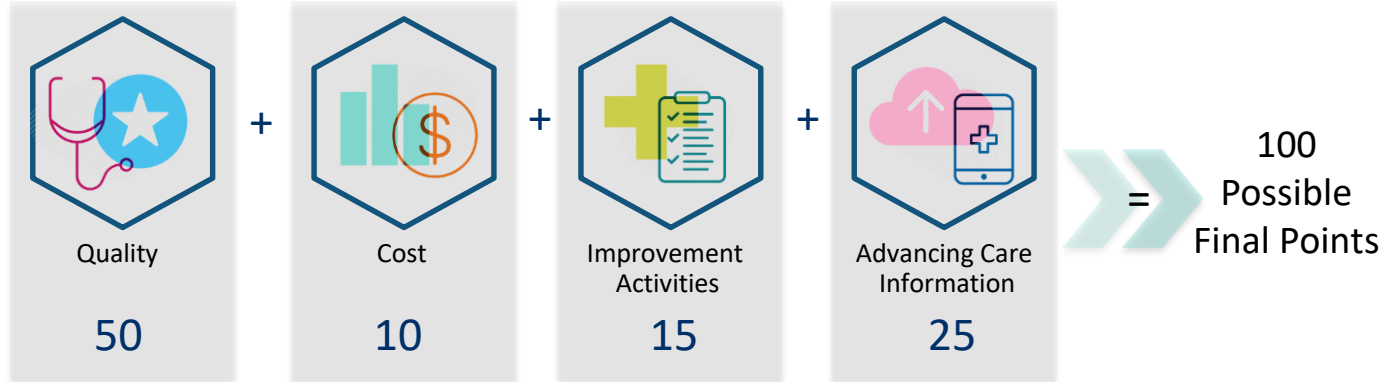 Quality
50
+
Cost
10
+
Improvement
Activities
15
+
Advancing Care
Information
25
=
100
Possible
Final Points